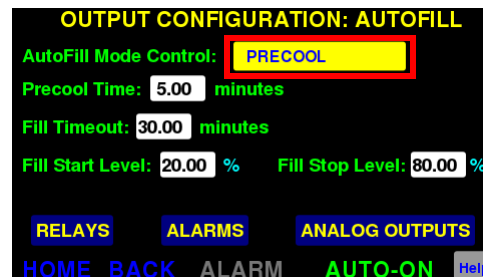 OUTPUT CONFIGURATION: AUTOFILL
AutoFill Mode Control: PRECOOL
Precool Time: 5.00 minutes
Fill Timeout: 30.00 minutes
Fill Start Level: 20.00 % Fill Stop Level: 80.00 %
RELAYS ALARMS ANALOG OUTPUTS
HOME BACK ALARM AUTO-ON Help